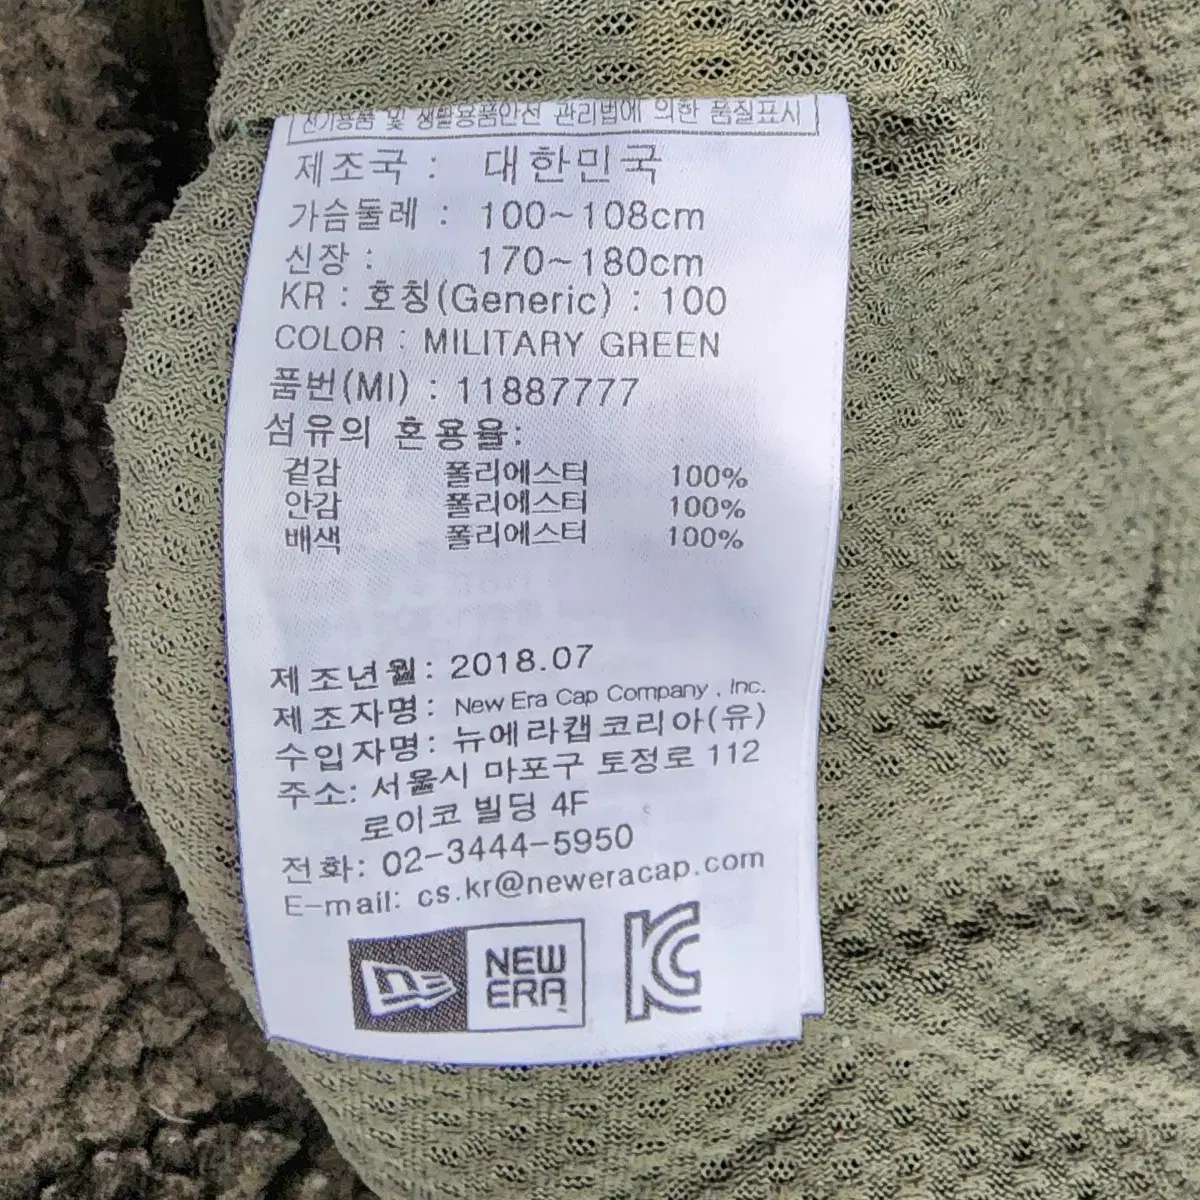 전기용품 및 생활용품안전 관리법에 의한 품질표시
제조국 : 대한민국
가슴둘레 : 100~108cm
신장 : 170~180cm
KR : 호칭(Generic) : 100
COLOR : MILITARY GREEN
품번(MI) : 11887777
섬유의 혼용율:
겉감 폴리에스터 100%
안감 폴리에스터 100%
배색 폴리에스터 100%
제조년월: 2018.07
제조자명: New Era Cap Company , Inc.
수입자명: 뉴에라캡코리아(유)
주소: 서울시 마포구 토정로 112
로이코 빌딩 4F
전화: 02-3444-5950
E-mail: cs.kr@neweracap.com
NEW
ERA